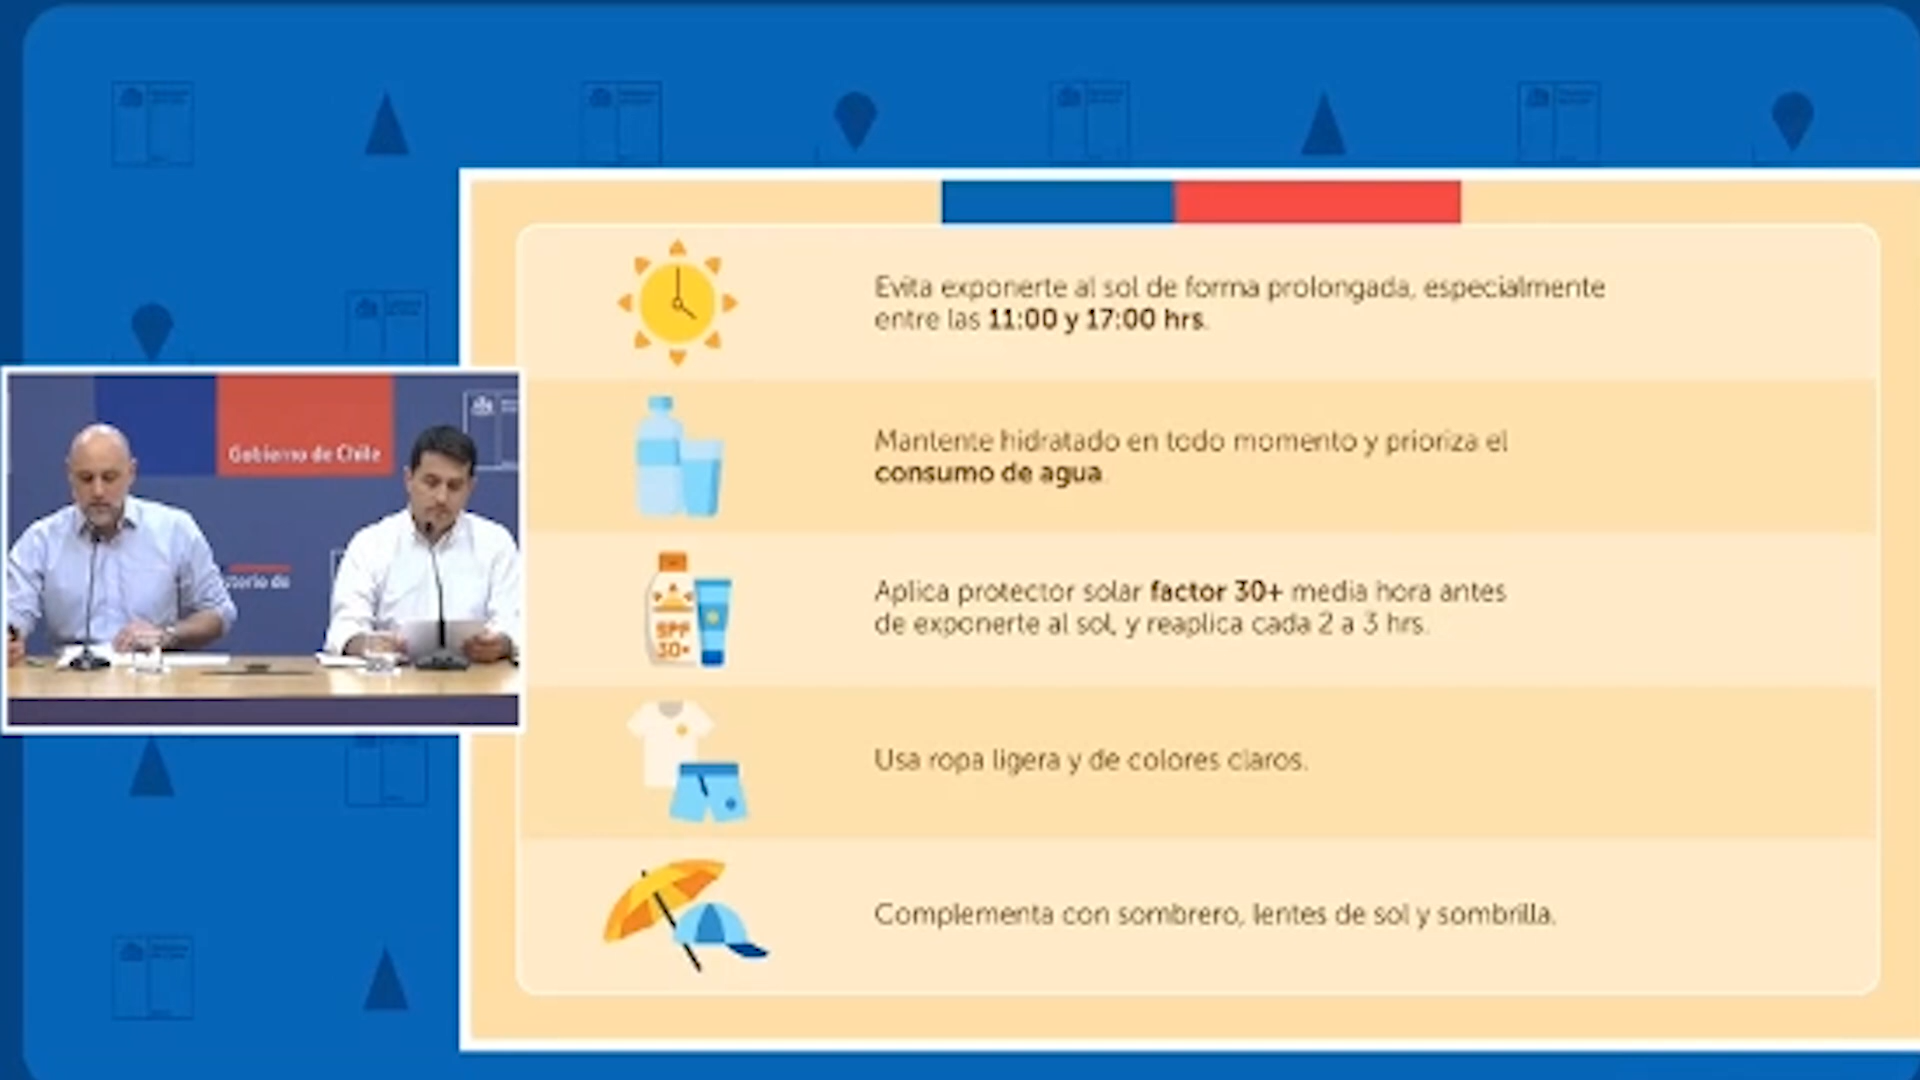 Evita exponerte al sol de forma prolongada, especialmente
entre las 11:00 y 17:00 hrs.
Gobierno de Chile
Mantente hidratado en todo momento y prioriza el
consumo de agua.
Aplica protector solar factor 30+ media hora antes
de exponerte al sol, y reaplica cada 2 a 3 hrs.
SPF
30+
Usa ropa ligera y de colores claros.
Complementa con sombrero, lentes de sol y sombrilla.